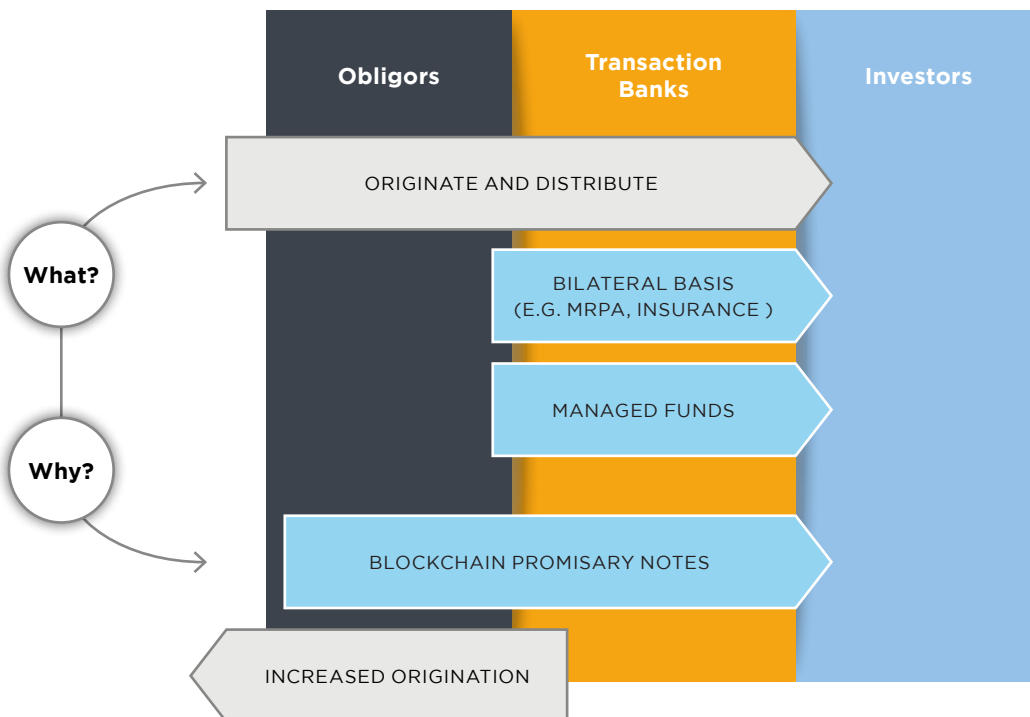 Obligors
Transaction
Banks
Investors
ORIGINATE AND DISTRIBUTE
What?
BILATERAL BASIS
(E.G. MRPA, INSURANCE )
MANAGED FUNDS
Why?
BLOCKCHAIN PROMISARY NOTES
INCREASED ORIGINATION